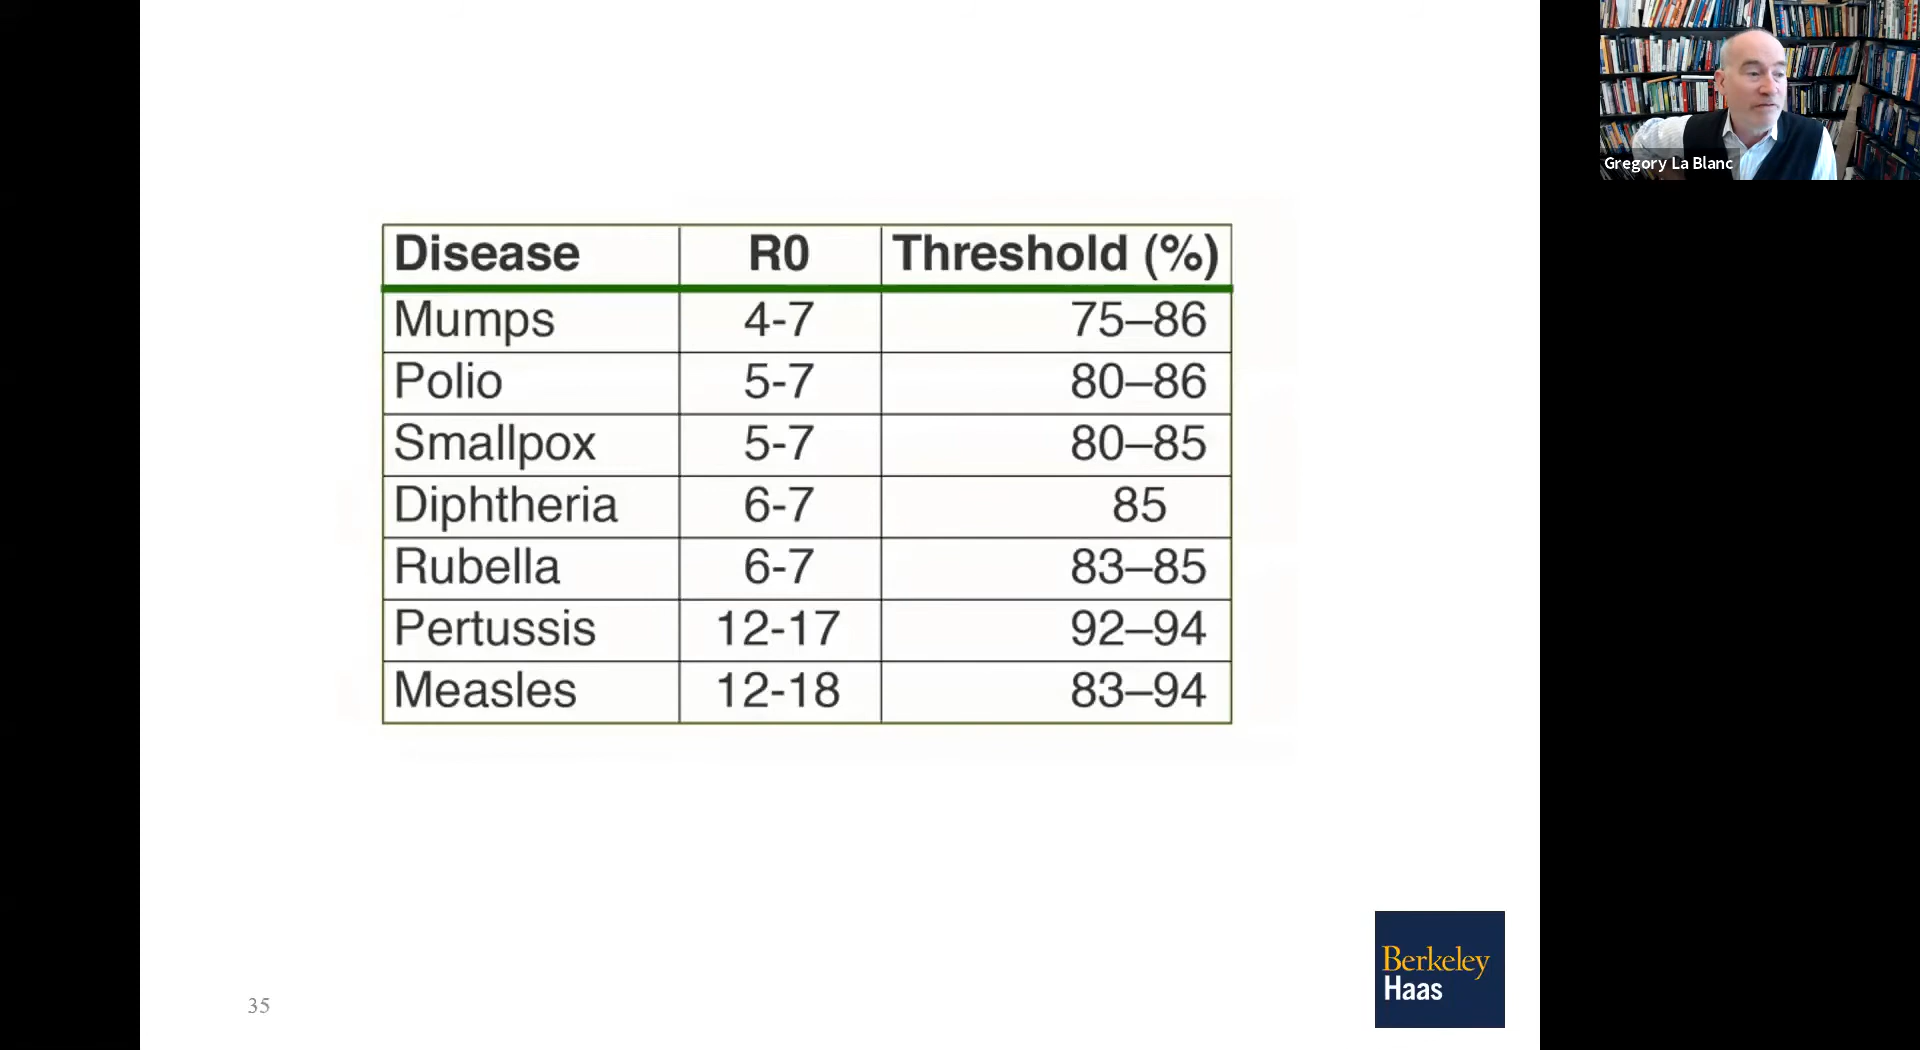 Disease R0 Threshold (%)
Mumps 4-7 75–86
Polio 5-7 80–86
Smallpox 5-7 80–85
Diphtheria 6-7 85
Rubella 6-7 83–85
Pertussis 12-17 92–94
Measles 12-18 83–94
35
Berkeley
Haas
Gregory La Blanc